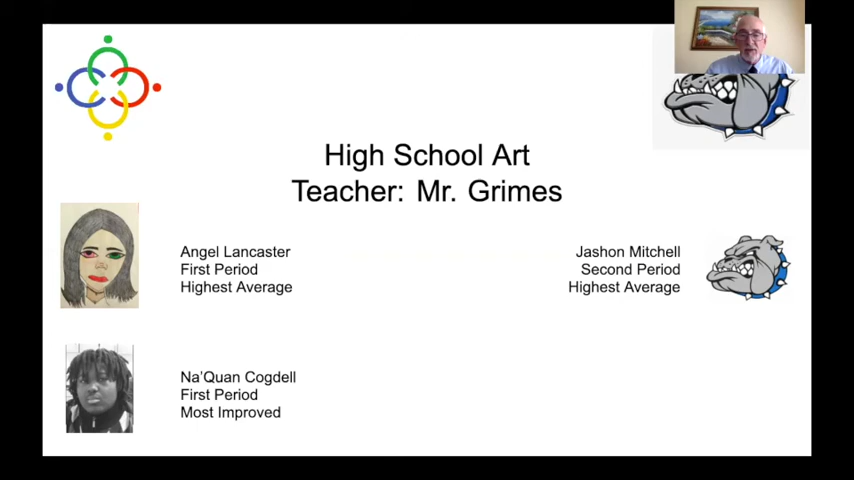 High School Art
Teacher: Mr. Grimes
Angel Lancaster
First Period
Highest Average
Jashon Mitchell
Second Period
Highest Average
Na'Quan Cogdell
First Period
Most Improved